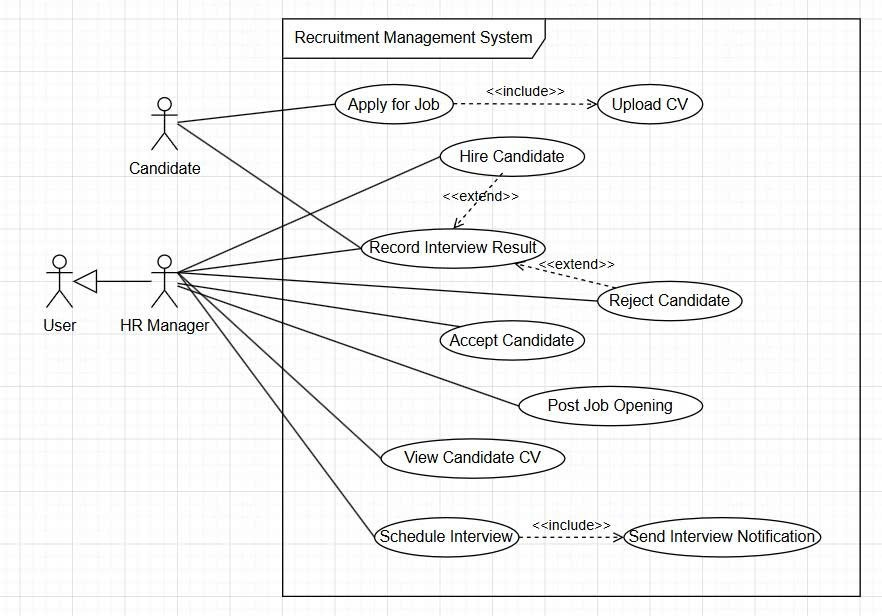 Recruitment Management System
Apply for Job
<<include>>
Upload CV
Candidate
Hire Candidate
<<extend>>
Record Interview Result
<<extend>>
Reject Candidate
User
HR Manager
Accept Candidate
Post Job Opening
View Candidate CV
Schedule Interview
<<include>>
Send Interview Notification